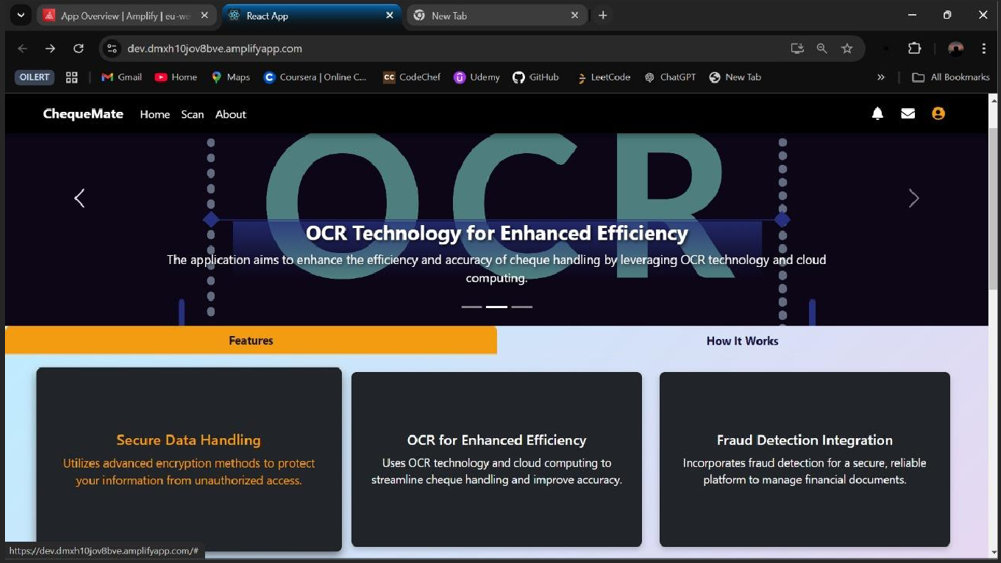 App Overview | Amplify | eu-we
React App
New Tab
dev.dmxh10jov8bve.amplifyapp.com
OILERT
Gmail
Home
Maps
Coursera | Online C...
CodeChef
Udemy
GitHub
LeetCode
ChatGPT
New Tab
»
All Bookmarks
ChequeMate
Home
Scan
About
OCR
OCR Technology for Enhanced Efficiency
The application aims to enhance the efficiency and accuracy of cheque handling by leveraging OCR technology and cloud
computing.
Features
How It Works
Secure Data Handling
Utilizes advanced encryption methods to protect
your information from unauthorized access.
OCR for Enhanced Efficiency
Uses OCR technology and cloud computing to
streamline cheque handling and improve accuracy.
Fraud Detection Integration
Incorporates fraud detection for a secure, reliable
platform to manage financial documents.
https://dev.dmxh10jov8bve.amplifyapp.com/#